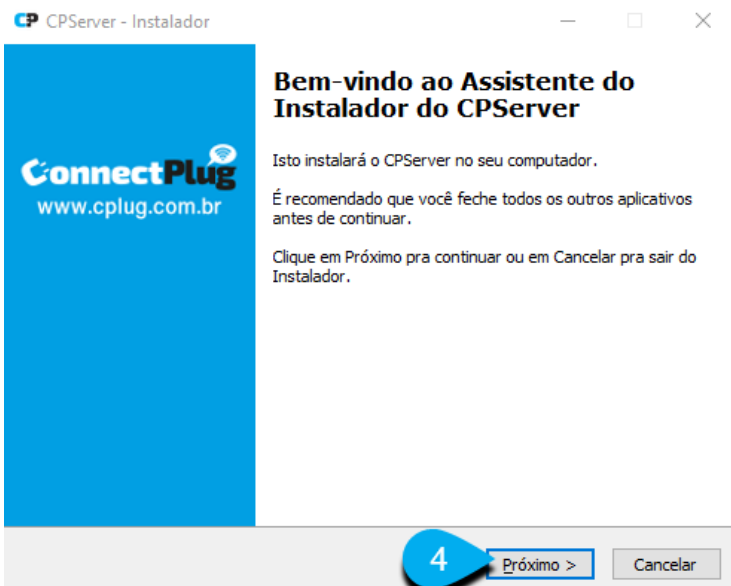 CP CPServer - Instalador
Bem-vindo ao Assistente do
Instalador do CPServer
ConnectPlug
www.cplug.com.br
Isto instalará o CPServer no seu computador.
É recomendado que você feche todos os outros aplicativos
antes de continuar.
Clique em Próximo pra continuar ou em Cancelar pra sair do
Instalador.
4
Próximo >
Cancelar